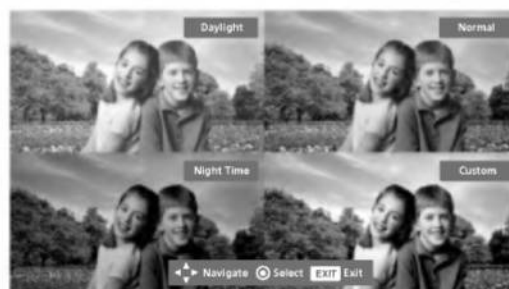 Daylight
Normal
Night Time
Custom
Navigate Select EXIT Exit